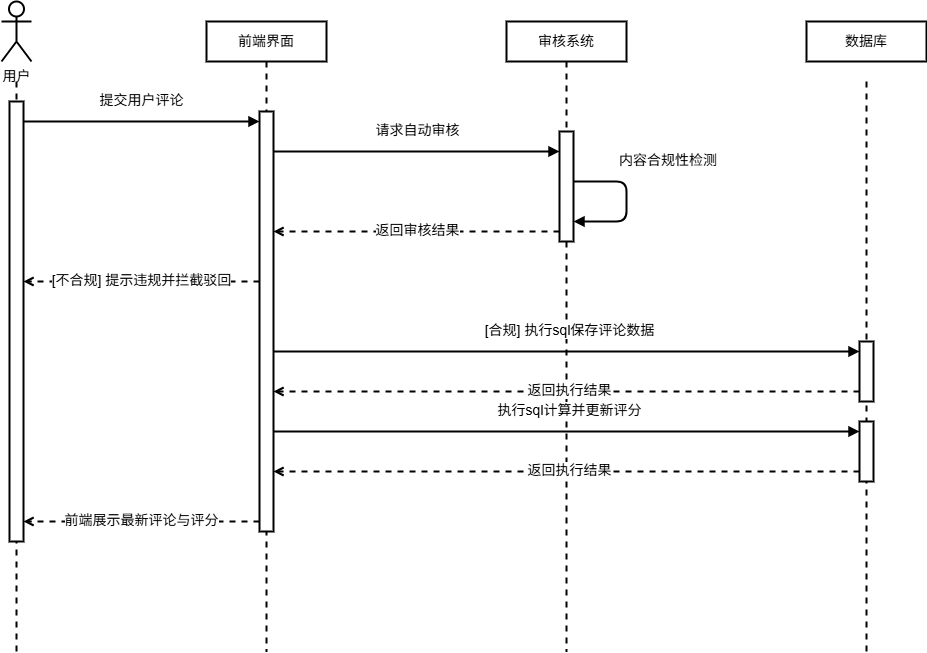 用户
前端界面
审核系统
数据库
提交用户评论
请求自动审核
内容合规性检测
返回审核结果
[不合规] 提示违规并拦截驳回
[合规] 执行sql保存评论数据
返回执行结果
执行sql计算并更新评分
返回执行结果
前端展示最新评论与评分